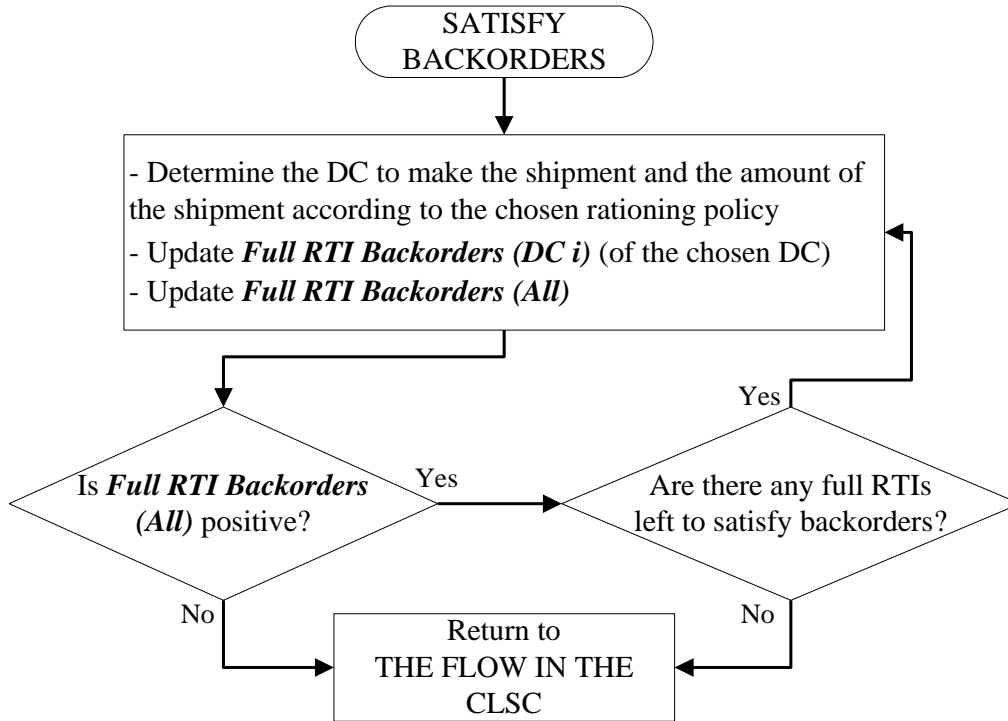 SATISFY
BACKORDERS
- Determine the DC to make the shipment and the amount of
the shipment according to the chosen rationing policy
- Update Full RTI Backorders (DC i) (of the chosen DC)
- Update Full RTI Backorders (All)
Is Full RTI Backorders
(All) positive?
Yes
No
Yes
Are there any full RTIs
left to satisfy backorders?
No
Return to
THE FLOW IN THE
CLSC